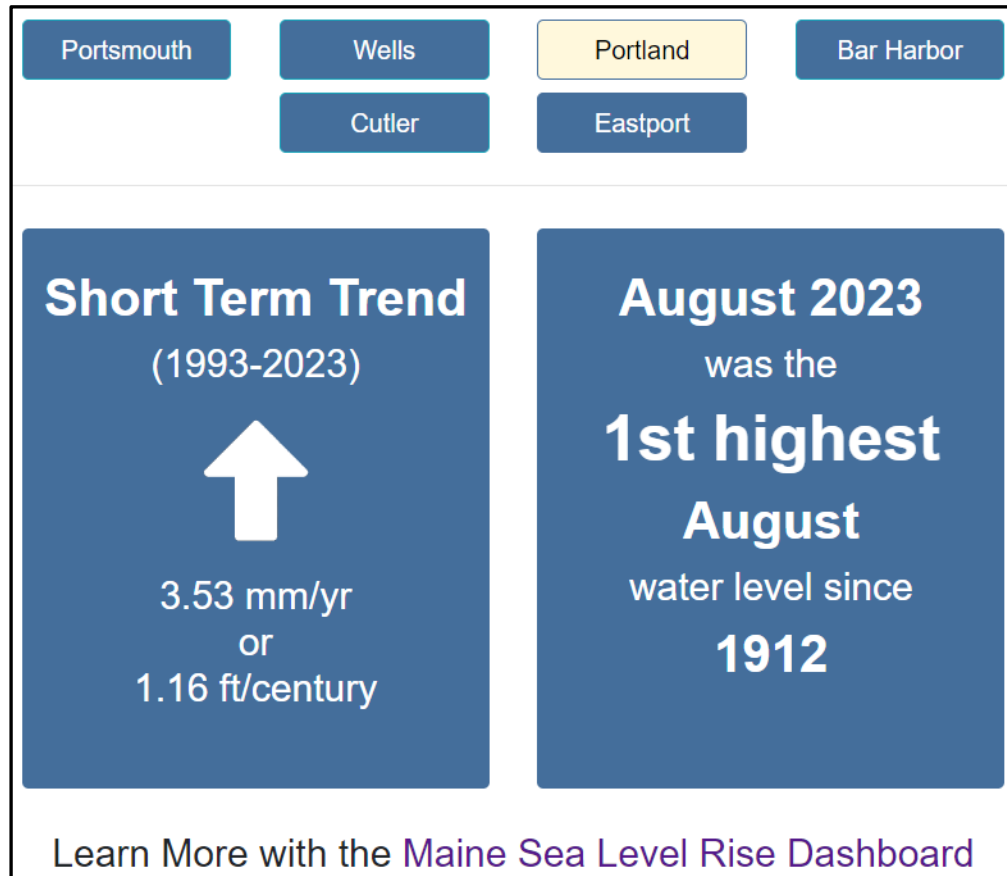 Portsmouth
Wells
Portland
Bar Harbor
Cutler
Eastport
Short Term Trend
(1993-2023)
3.53 mm/yr
or
1.16 ft/century
August 2023
was the
1st highest
August
water level since
1912
Learn More with the Maine Sea Level Rise Dashboard